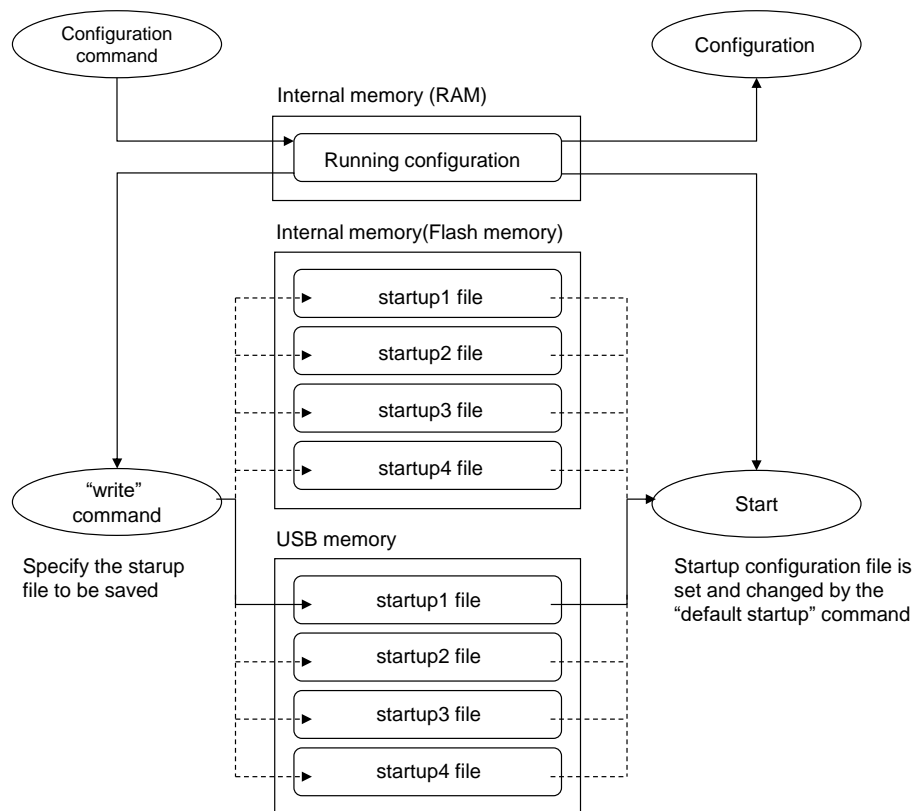 Configuration
command
Configuration
Internal memory (RAM)
Running configuration
Internal memory(Flash memory)
startup1 file
startup2 file
startup3 file
startup4 file
“write”
command
Start
Specify the starup
file to be saved
USB memory
startup1 file
startup2 file
startup3 file
startup4 file
Startup configuration file is
set and changed by the
“default startup” command